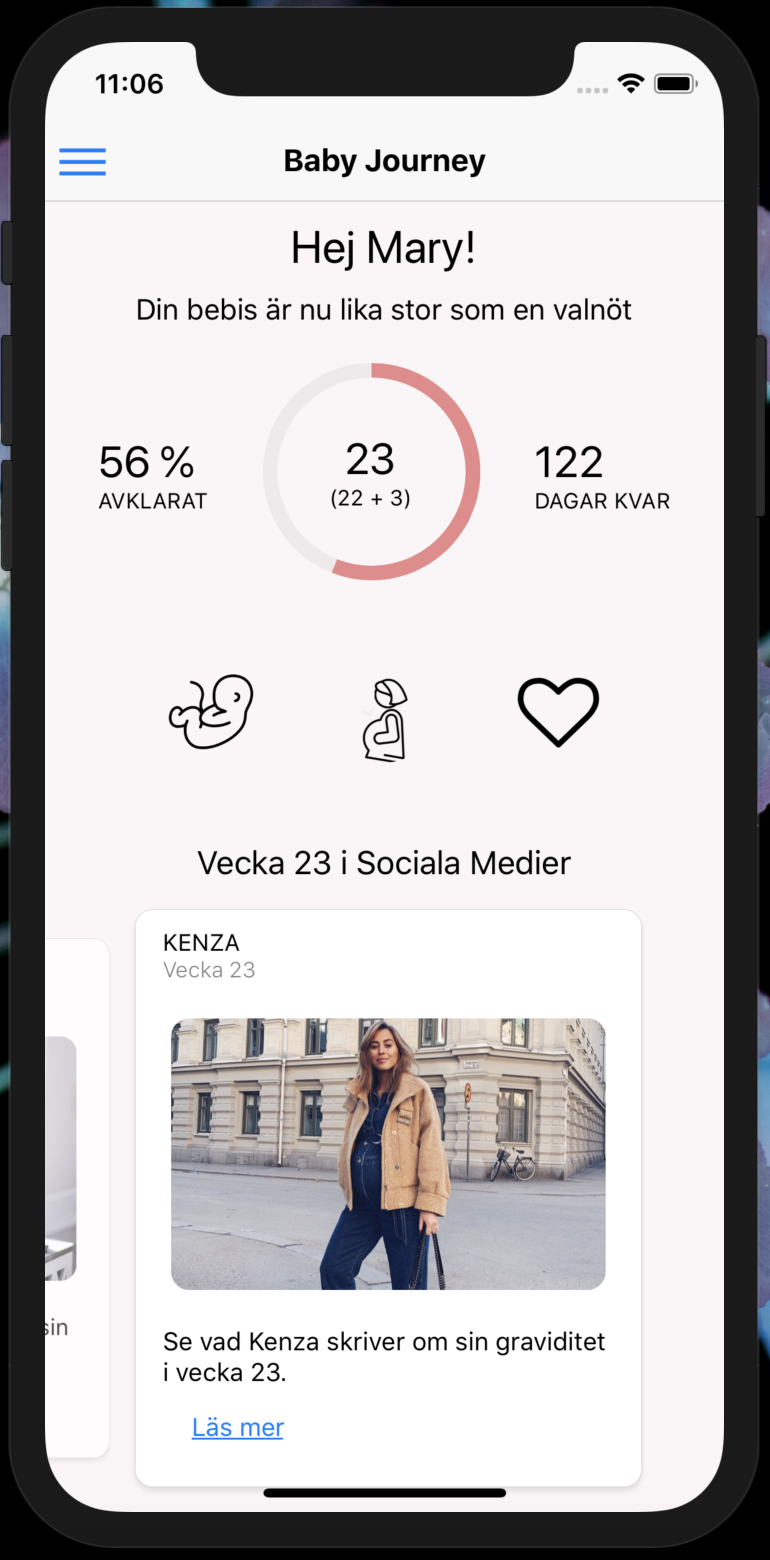 11:06
Baby Journey
Hej Mary!
Din bebis är nu lika stor som en valnöt
56 %
AVKLARAT
23
(22 + 3)
122
DAGAR KVAR
Vecka 23 i Sociala Medier
KENZA
Vecka 23
sin
Se vad Kenza skriver om sin graviditet
i vecka 23.
Läs mer